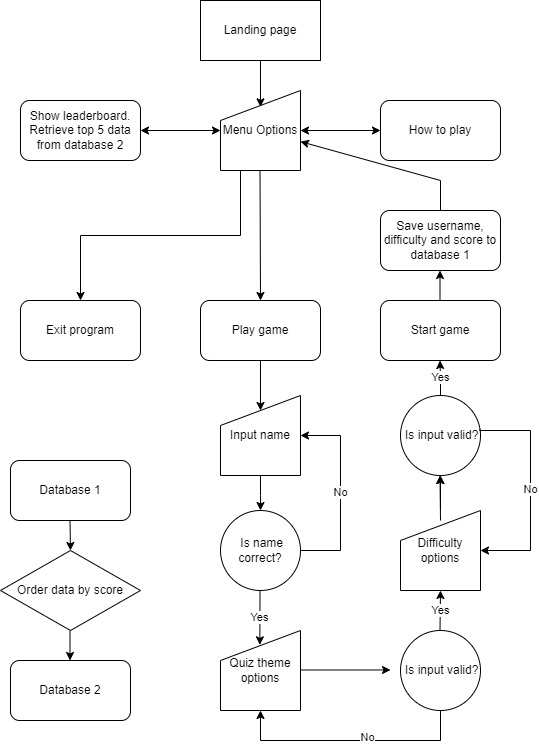 Landing page
Show leaderboard.
Retrieve top 5 data
from database 2
Menu Options
How to play
Save username,
difficulty and score to
database 1
Exit program
Play game
Start game
Yes
Input name
Is input valid?
No
No
Database 1
Is name
correct?
Difficulty
options
Order data by score
Yes
Yes
Quiz theme
options
Is input valid?
Database 2
No